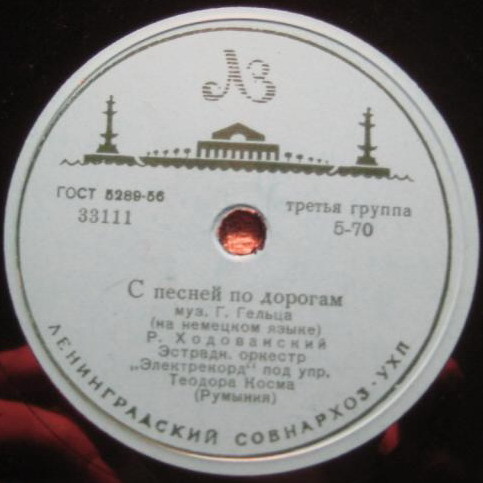 ЛЗ
ГОСТ 5289-56
33111
третья группа
5-70
С песней по дорогам
муз. Г. Гельца
(на немецком языке)
Р. Ходованский
Эстрадн. оркестр
„Электрекорд" под упр.
Теодора Косма
(Румыния)
ЛЕНИНГРАДСКИЙ СОВНАРХОЗ·УХП